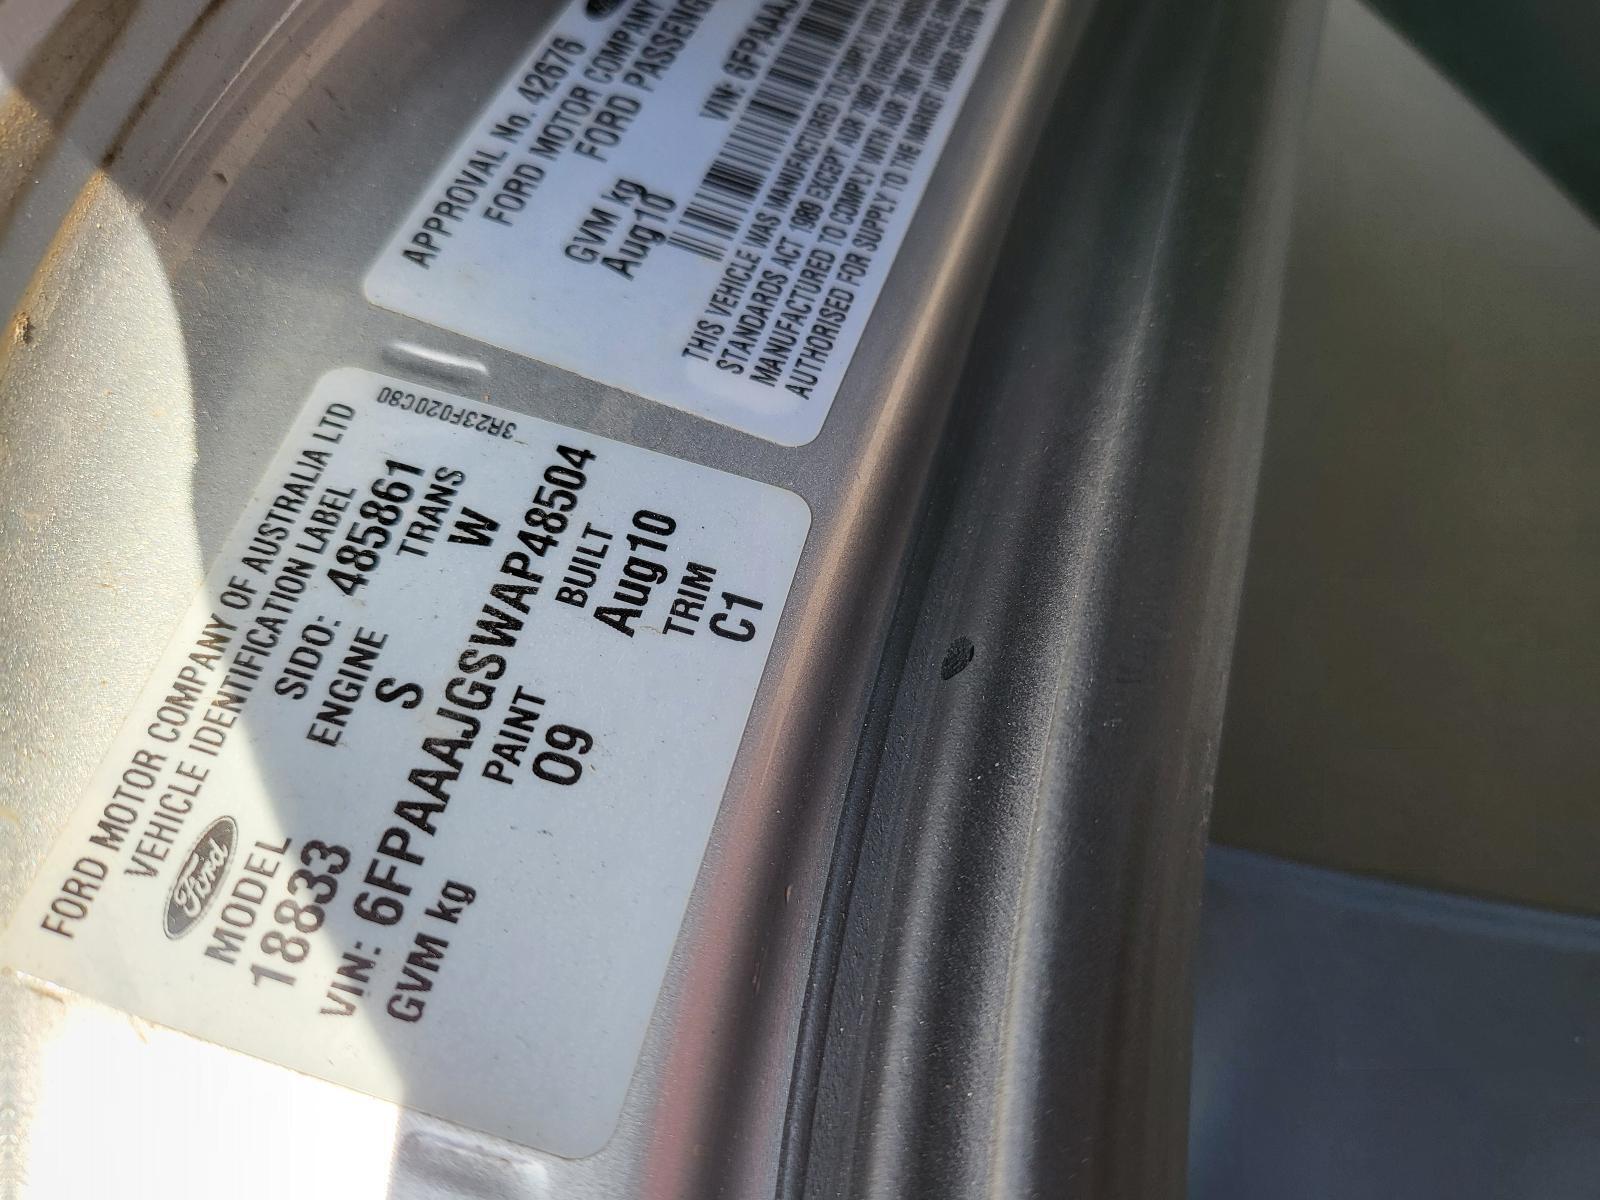 APPROVAL No. 42676
FORD MOTOR COMPANY
FORD PASSENG
GVM kg
Aug10
VIN: 6FPAAAJ
THIS VEHICLE WAS MANUFACTURED TO COMPLY WITH
STANDARDS ACT 1989 EXCEPT ADR
MANUFACTURED TO COMPLY WITH ADR
AUTHORISED FOR SUPPLY TO THE MARKET UNDER SECTION
3R23F020C80
FORD MOTOR COMPANY OF AUSTRALIA LTD
VEHICLE IDENTIFICATION LABEL
Ford
SIDO: 485861
MODEL ENGINE TRANS
18833 S W
VIN: 6FPAAAJGSWAP48504
GVM kg PAINT BUILT
O9 Aug10
TRIM
C1